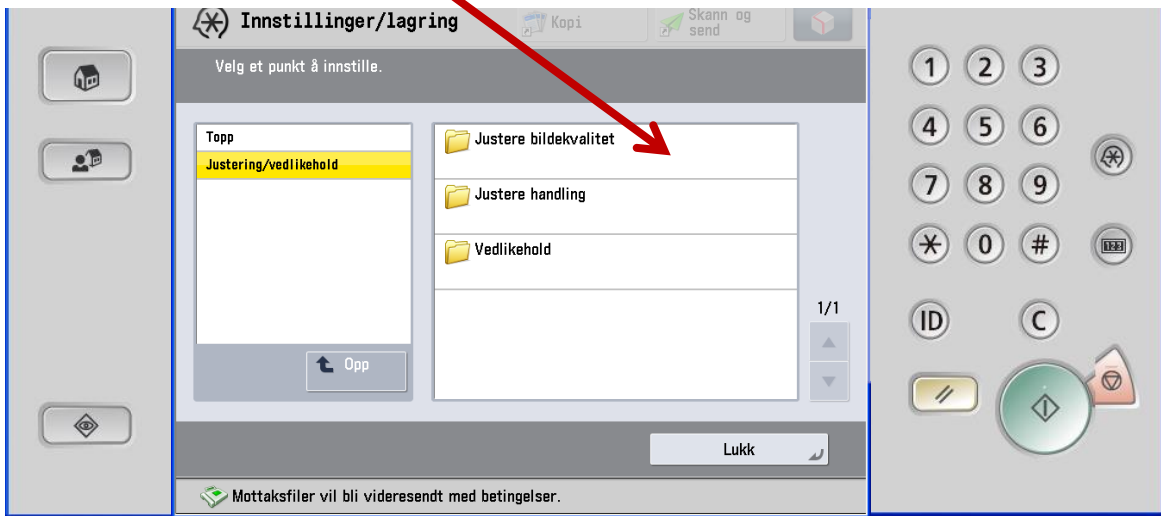 Innstillinger/lagring
Kopi
Skann og
send
Velg et punkt å innstille.
Topp
Justering/vedlikehold
Opp
Justere bildekvalitet
Justere handling
Vedlikehold
1/1
Lukk
Mottaksfiler vil bli videresendt med betingelser.
1 2 3
4 5 6
7 8 9
* 0 #
123
ID C